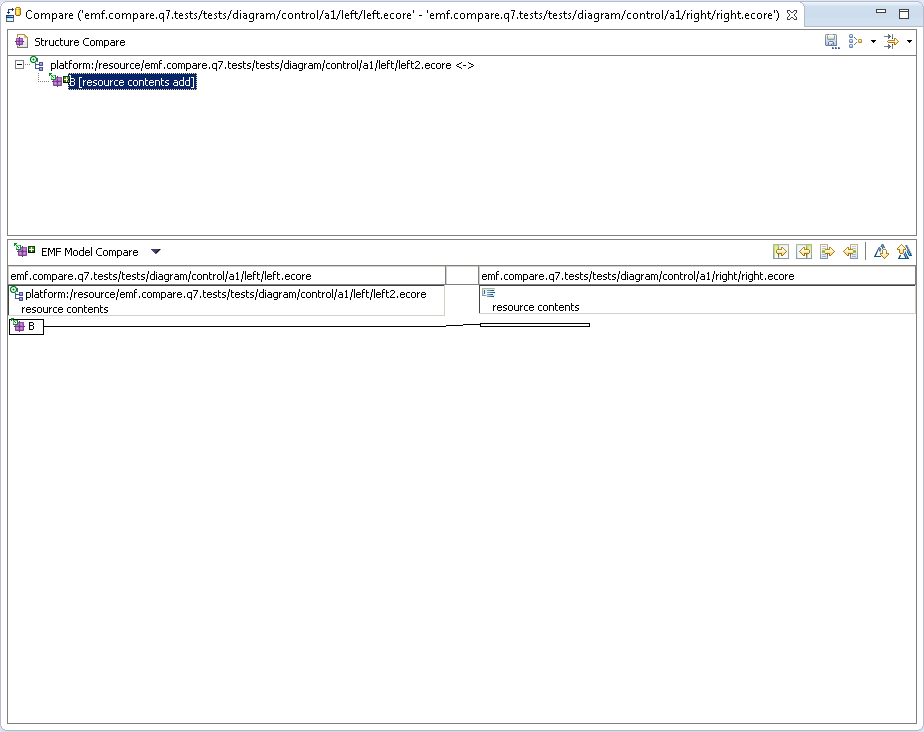 Compare ('emf.compare.q7.tests/tests/diagram/control/a1/left/left.ecore' - 'emf.compare.q7.tests/tests/diagram/control/a1/right/right.ecore')
Structure Compare
platform:/resource/emf.compare.q7.tests/tests/diagram/control/a1/left/left2.ecore <->
B [resource contents add]
EMF Model Compare
emf.compare.q7.tests/tests/diagram/control/a1/left/left.ecore
emf.compare.q7.tests/tests/diagram/control/a1/right/right.ecore
platform:/resource/emf.compare.q7.tests/tests/diagram/control/a1/left/left2.ecore
resource contents
resource contents
B